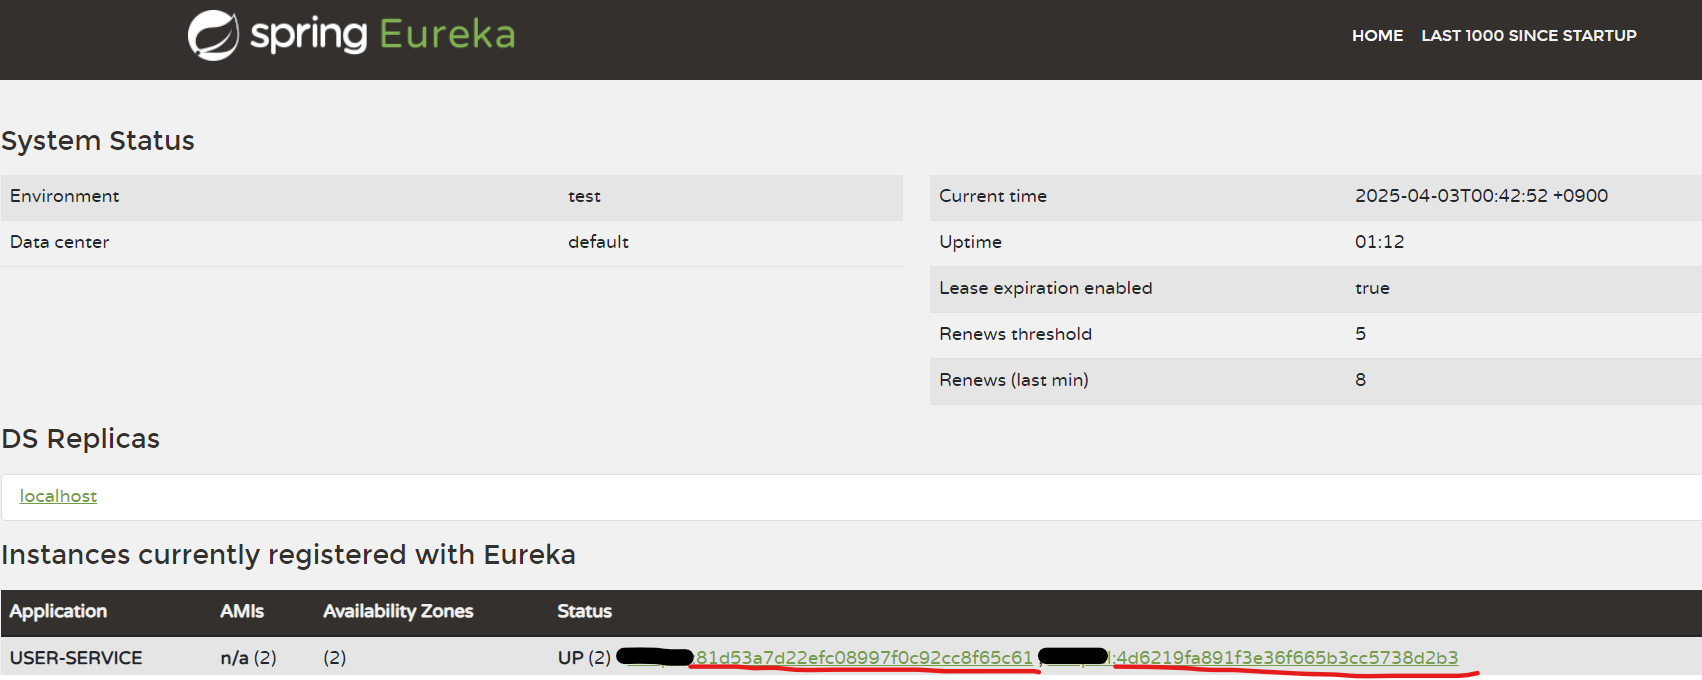 spring Eureka
HOME LAST 1000 SINCE STARTUP
System Status
Environment test
Data center default
Current time 2025-04-03T00:42:52 +0900
Uptime 01:12
Lease expiration enabled true
Renews threshold 5
Renews (last min) 8
DS Replicas
localhost
Instances currently registered with Eureka
Application AMIs Availability Zones Status
USER-SERVICE n/a (2) (2) UP (2) :81d53a7d22efc08997f0c92cc8f65c61 , :4d6219fa891f3e36f665b3cc5738d2b3